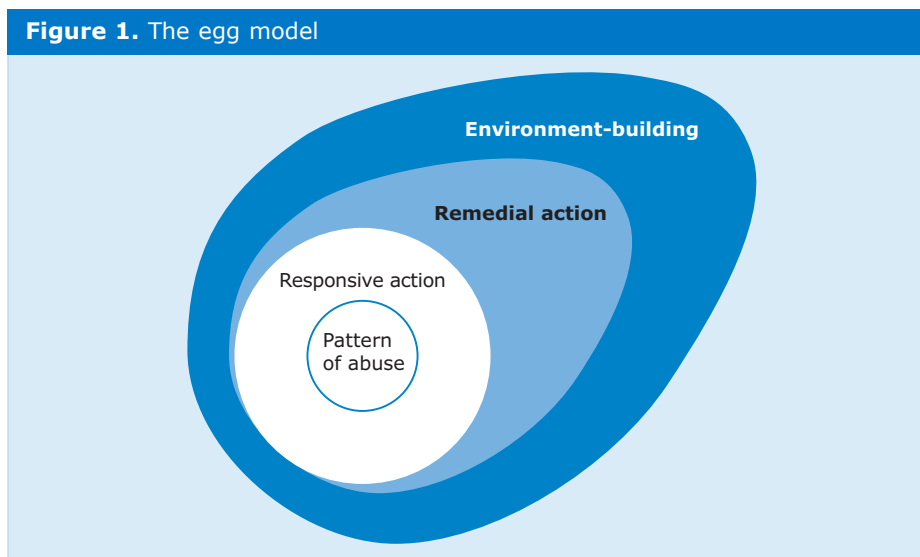 Figure 1. The egg model
Environment-building
Remedial action
Responsive action
Pattern
of abuse